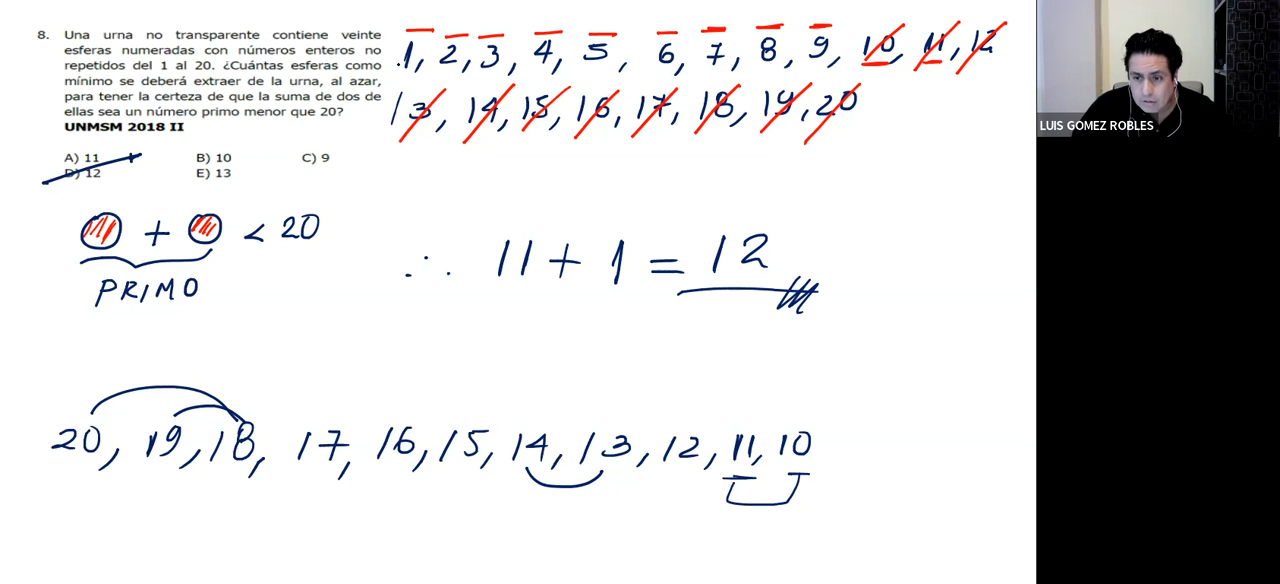 8. Una urna no transparente contiene veinte
esferas numeradas con números enteros no
repetidos del 1 al 20. ¿Cuántas esferas como
mínimo se deberá extraer de la urna, al azar,
para tener la certeza de que la suma de dos de
ellas sea un número primo menor que 20?
UNMSM 2018 II
A) 11 B) 10 C) 9
D) 12 E) 13
1, 2, 3, 4, 5, 6, 7, 8, 9, 10, 11, 12
13, 14, 15, 16, 17, 18, 19, 20
LUIS GOMEZ ROBLES
+ < 20
PRIMO
∴ 11 + 1 = 12
20, 19, 18, 17, 16, 15, 14, 13, 12, 11, 10